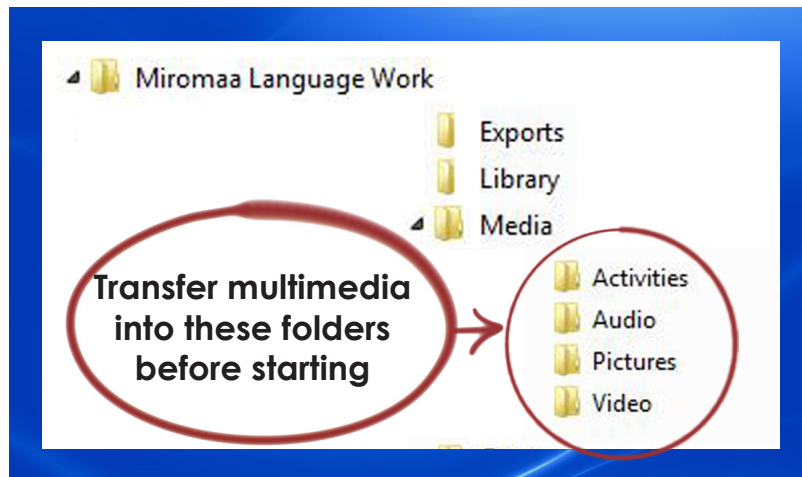 Miromaa Language Work
Exports
Library
Media
Transfer multimedia
into these folders
before starting
Activities
Audio
Pictures
Video